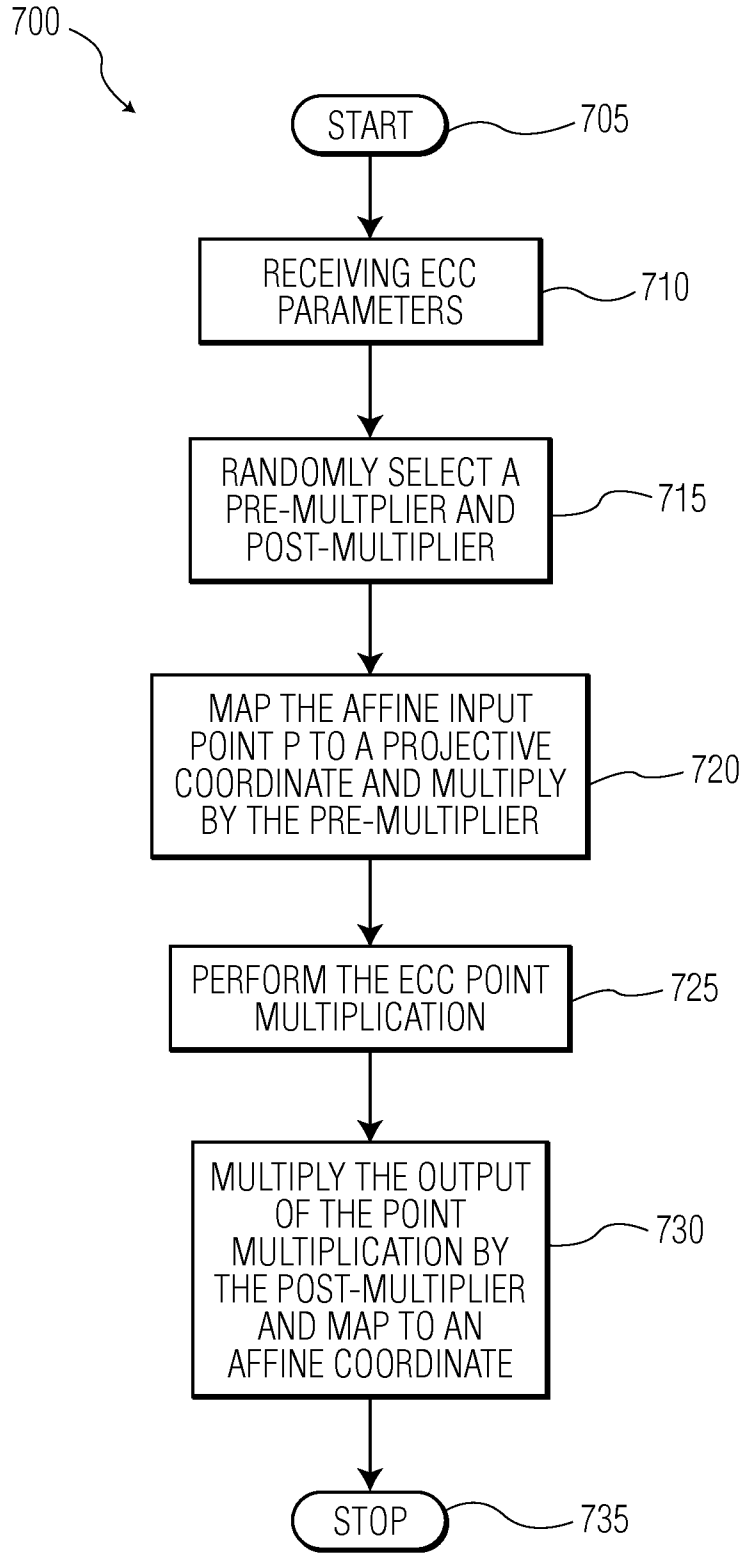 700
START
705
RECEIVING ECC
PARAMETERS
710
RANDOMLY SELECT A
PRE-MULTPLIER AND
POST-MULTIPLIER
715
MAP THE AFFINE INPUT
POINT P TO A PROJECTIVE
COORDINATE AND MULTIPLY
BY THE PRE-MULTIPLIER
720
PERFORM THE ECC POINT
MULTIPLICATION
725
MULTIPLY THE OUTPUT
OF THE POINT
MULTIPLICATION BY
THE POST-MULTIPLIER
AND MAP TO AN
AFFINE COORDINATE
730
STOP
735